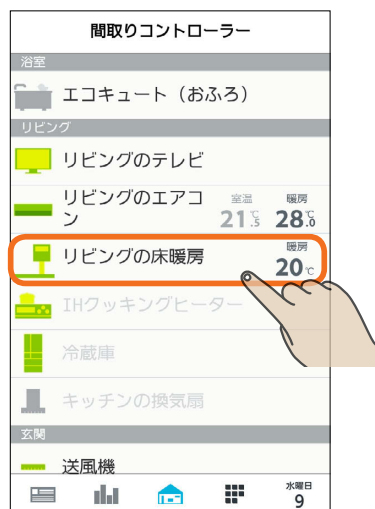 間取りコントローラー
浴室
エコキュート（おふろ）
リビング
リビングのテレビ
リビングのエアコ
ン
室温
21.5℃
暖房
28.0℃
リビングの床暖房
暖房
20℃
IHクッキングヒーター
冷蔵庫
キッチンの換気扇
玄関
送風機
水曜日
9